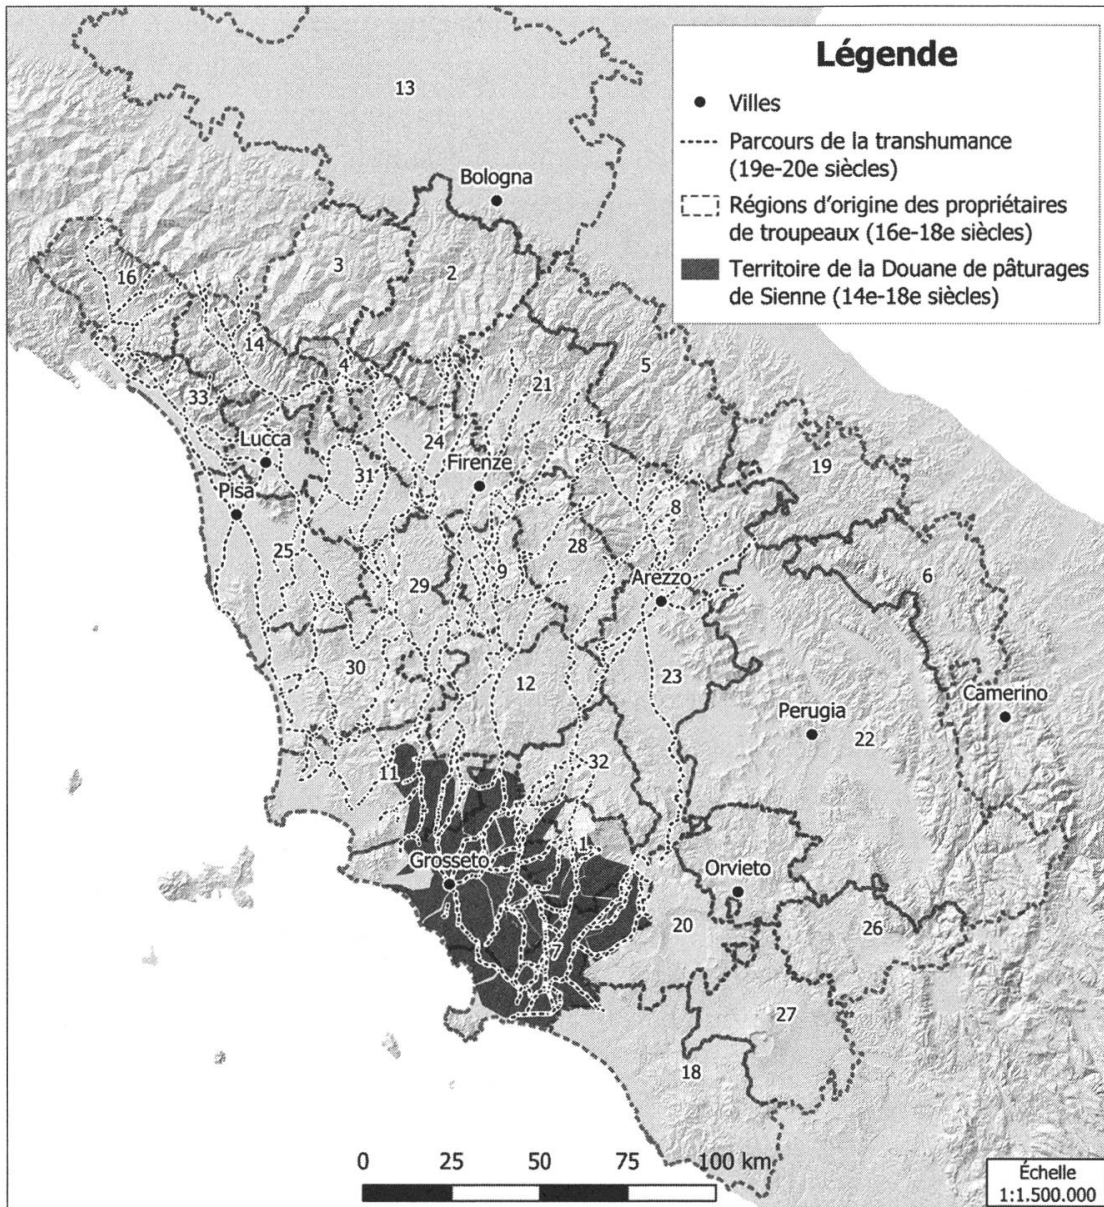 Légende
Villes
Parcours de la transhumance
(19e-20e siècles)
Régions d'origine des propriétaires
de troupeaux (16e-18e siècles)
Territoire de la Douane de pâturages
de Sienne (14e-18e siècles)
13
Bologna
3
2
16
14
4
5
21
33
24
Lucca
Firenze
31
19
Pisa
8
25
28
9
29
Arezzo
6
30
12
23
Camerino
Perugia
22
11
32
1
Grosseto
Orvieto
20
26
7
27
18
0 25 50 75 100 km
Échelle
1:1.500.000